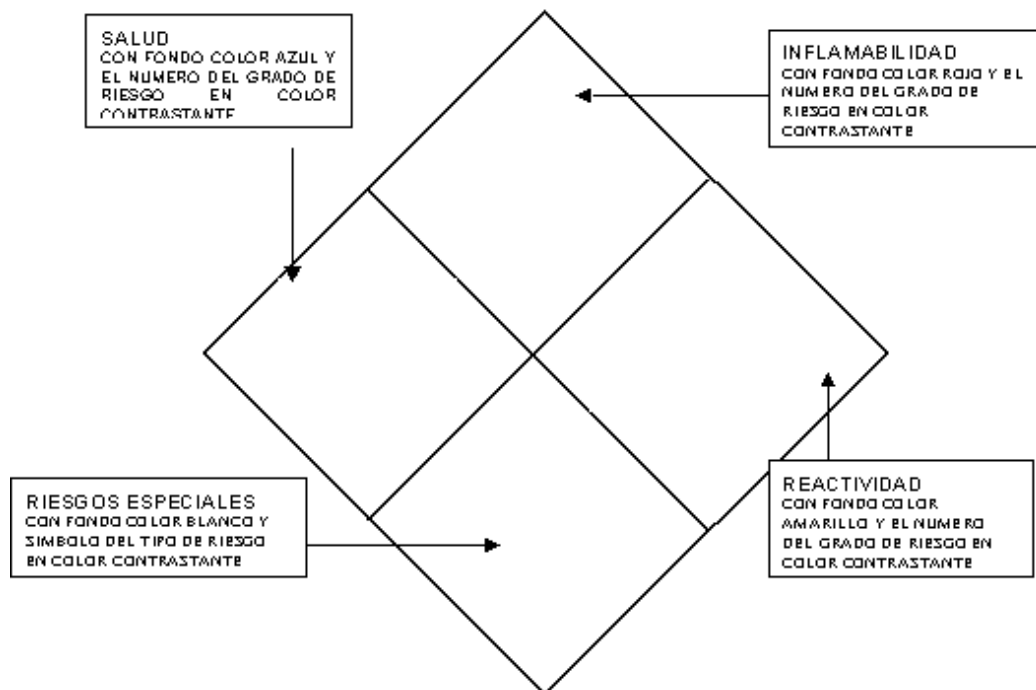 SALUD
CON FONDO COLOR AZUL Y
EL NUMERO DEL GRADO DE
RIESGO EN COLOR
CONTRASTANTE
INFLAMABILIDAD
CON FONDO COLOR ROJO Y EL
NUMERO DEL GRADO DE
RIESGO EN COLOR
CONTRASTANTE
RIESGOS ESPECIALES
CON FONDO COLOR BLANCO Y
SIMBOLO DEL TIPO DE RIESGO
EN COLOR CONTRASTANTE
REACTIVIDAD
CON FONDO COLOR
AMARILLO Y EL NUMERO
DEL GRADO DE RIESGO EN
COLOR CONTRASTANTE